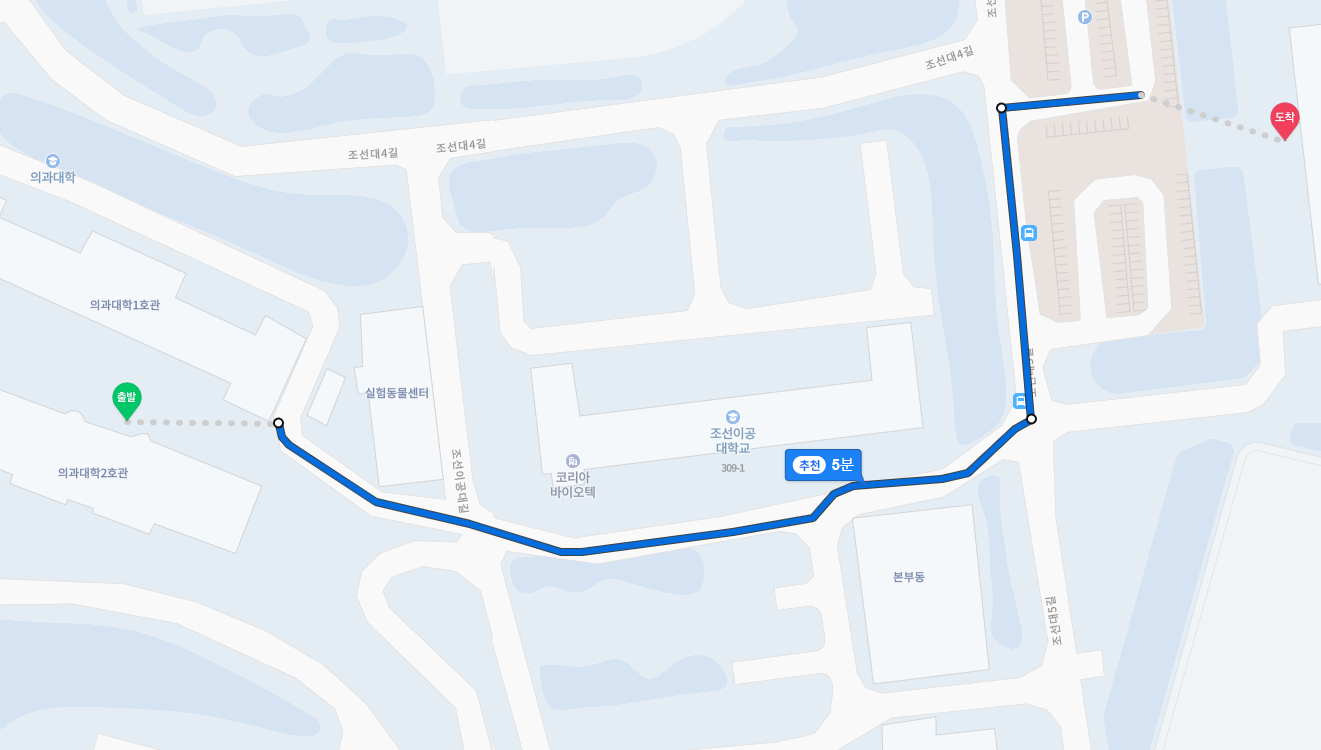 조선
P
조선대4길
조선대4길
조선대4길
도착
의과대학
의과대학1호관
출발
실험동물센터
조선이공
대학교
309-1
추천 5분
코리아
바이오텍
의과대학2호관
조선이공대길
본부동
조선대5길